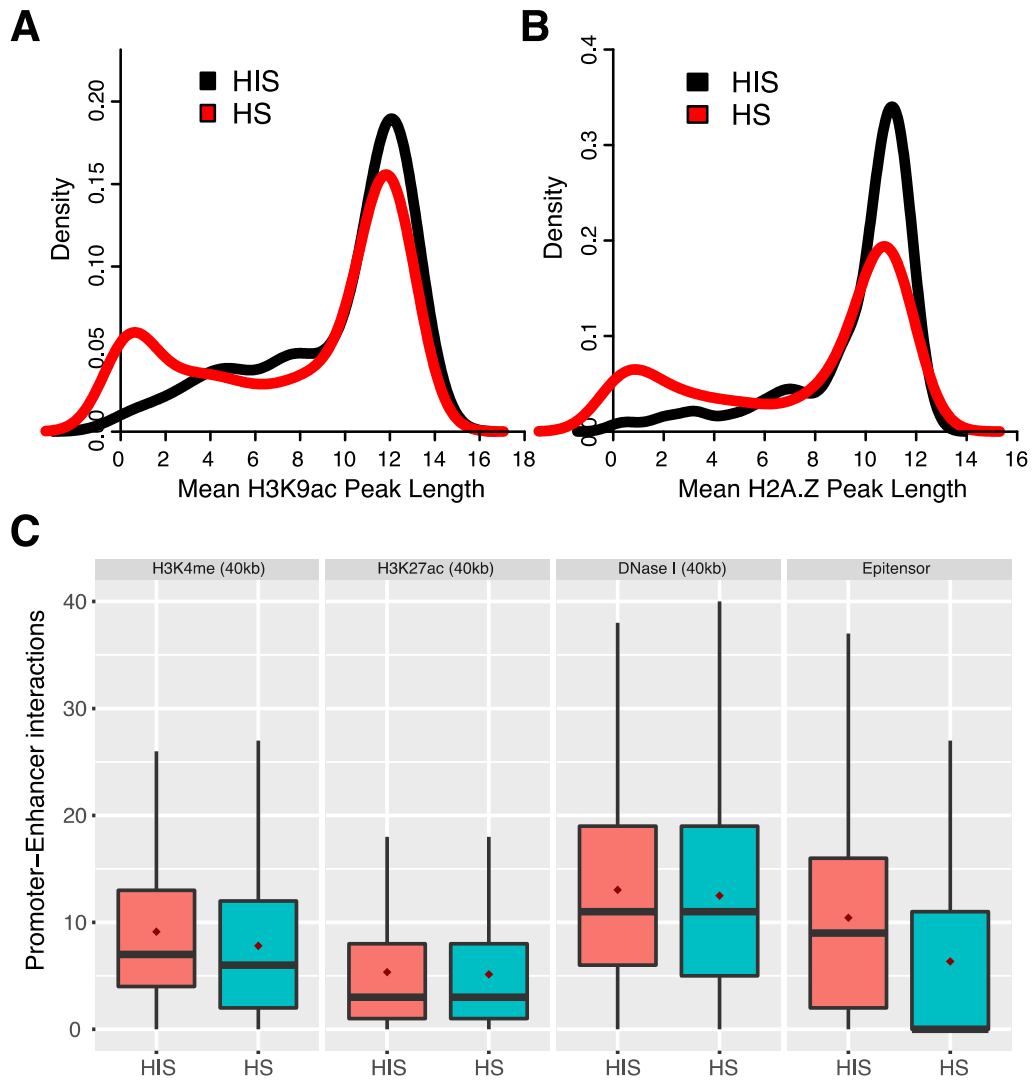 A
HIS
HS
Density
0.00
0.05
0.10
0.15
0.20
0 2 4 6 8 10 12 14 16 18
Mean H3K9ac Peak Length
B
HIS
HS
Density
0.1
0.2
0.3
0.4
0 2 4 6 8 10 12 14 16
Mean H2A.Z Peak Length
C
H3K4me (40kb) H3K27ac (40kb) DNase I (40kb) Epitensor
Promoter−Enhancer interactions
40
30
20
10
0
HIS HS HIS HS HIS HS HIS HS